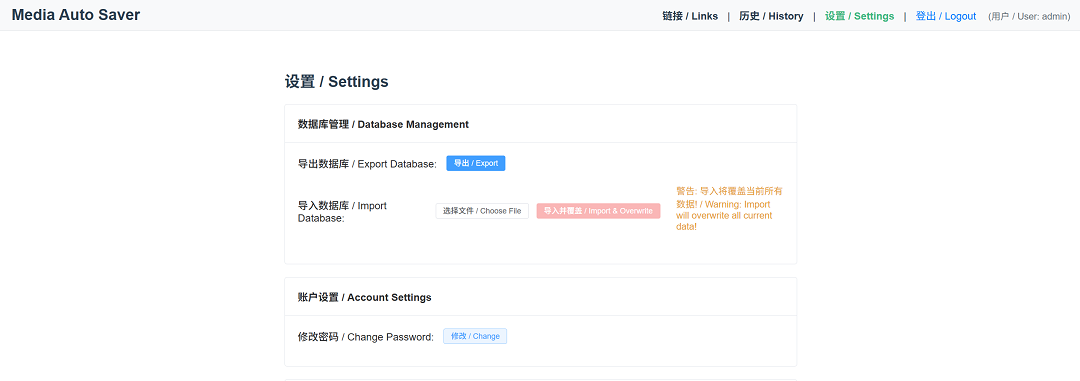 Media Auto Saver
链接 / Links | 历史 / History | 设置 / Settings | 登出 / Logout (用户 / User: admin)
设置 / Settings
数据库管理 / Database Management
导出数据库 / Export Database: 导出 / Export
导入数据库 / Import
Database:
选择文件 / Choose File
导入并覆盖 / Import & Overwrite
警告: 导入将覆盖当前所有
数据! / Warning: Import
will overwrite all current
data!
账户设置 / Account Settings
修改密码 / Change Password: 修改 / Change